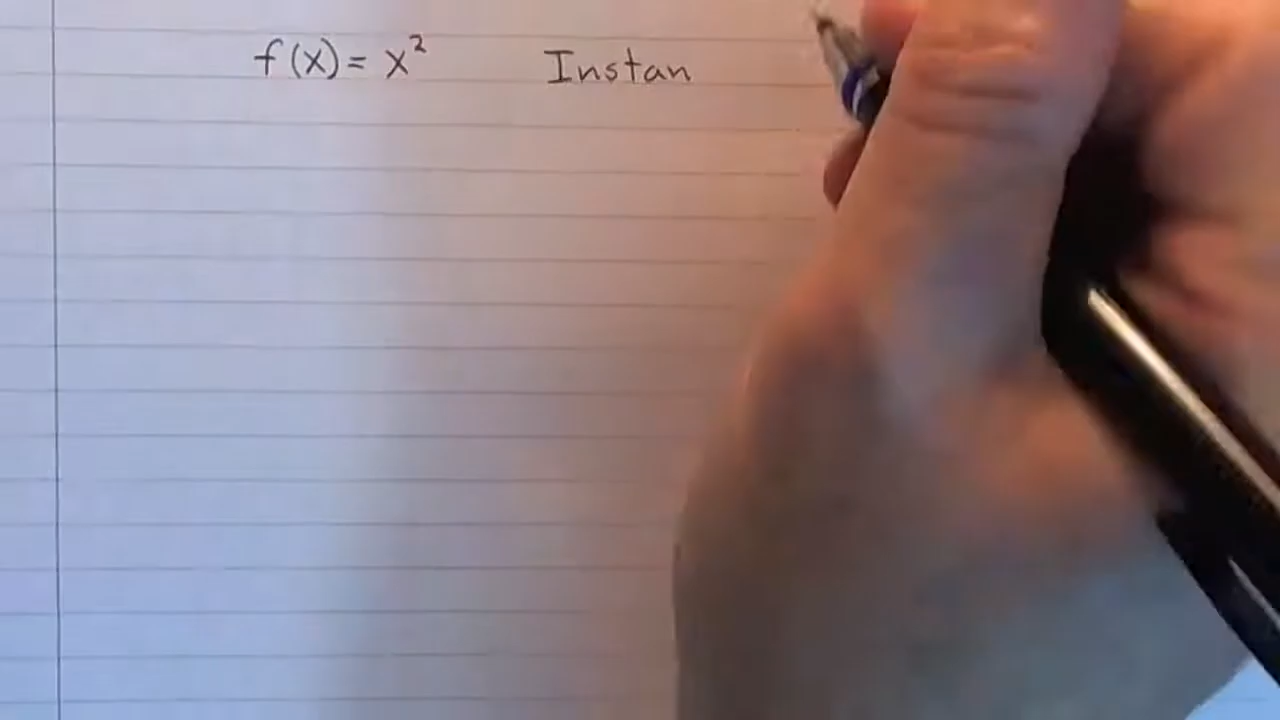 f(x) = x² Instan